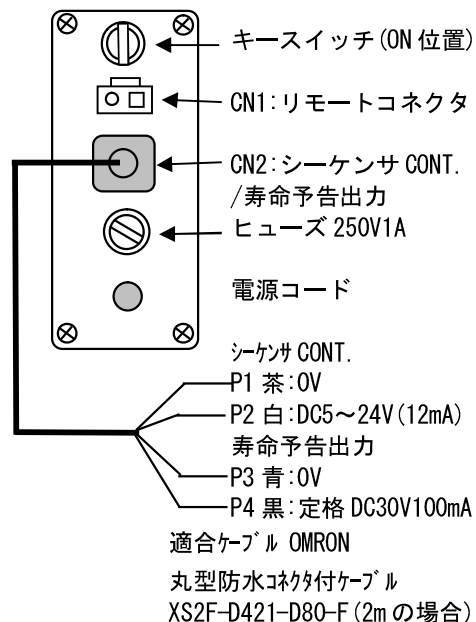 キースイッチ(ON 位置)
CN1:リモートコネクタ
CN2:シーケンサ CONT.
/寿命予告出力
ヒューズ 250V1A
電源コード
ｼｰｹﾝｻ CONT.
P1 茶:0V
P2 白:DC5～24V(12mA)
寿命予告出力
P3 青:0V
P4 黒:定格 DC30V100mA
適合ｹｰﾌﾞﾙ OMRON
丸型防水ｺﾈｸﾀ付ｹｰﾌﾞﾙ
XS2F-D421-D80-F(2m の場合)